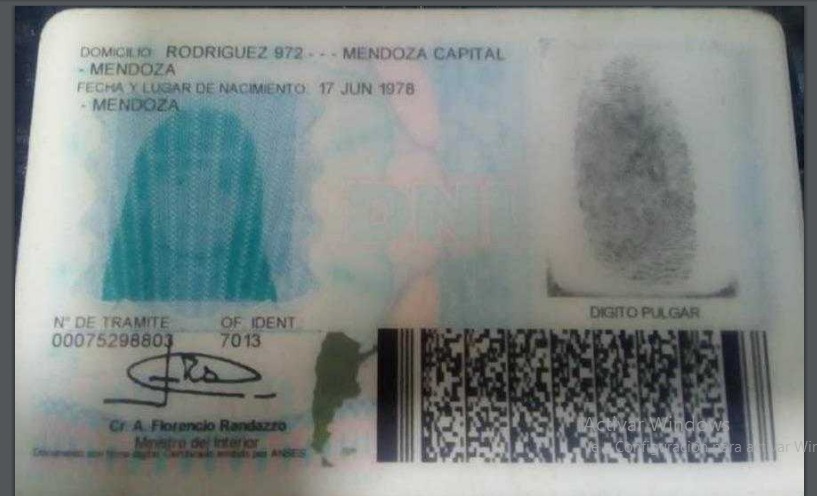 DOMICILIO: RODRIGUEZ 972 - - - MENDOZA CAPITAL
- MENDOZA
FECHA Y LUGAR DE NACIMIENTO: 17 JUN 1978
- MENDOZA
DNI
DIGITO PULGAR
N° DE TRAMITE OF. IDENT.
00075298803 7013
Cr. A. Florencio Randazzo
Ministro del Interior
Documento con firma digital. Certificado emitido por ANSES
Activar Windows
Configuración para activar Win